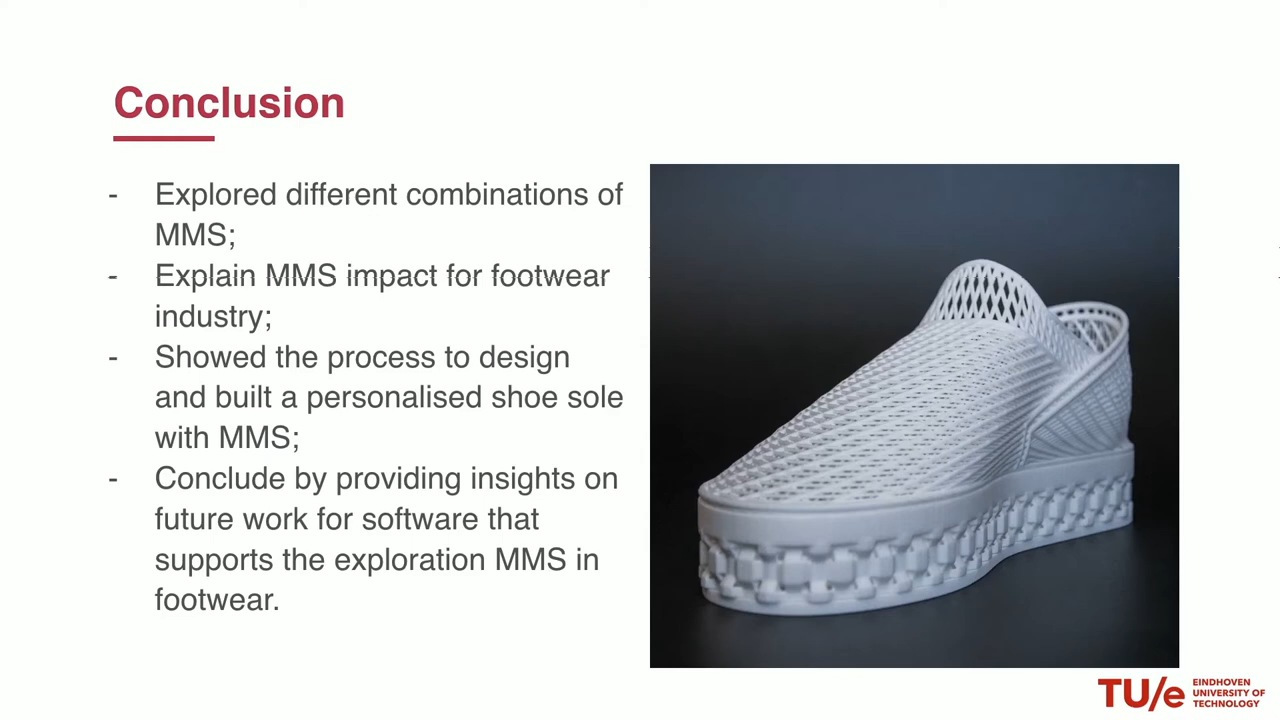 Conclusion
- Explored different combinations of
MMS;
- Explain MMS impact for footwear
industry;
- Showed the process to design
and built a personalised shoe sole
with MMS;
- Conclude by providing insights on
future work for software that
supports the exploration MMS in
footwear.
TU/e EINDHOVEN
UNIVERSITY OF
TECHNOLOGY